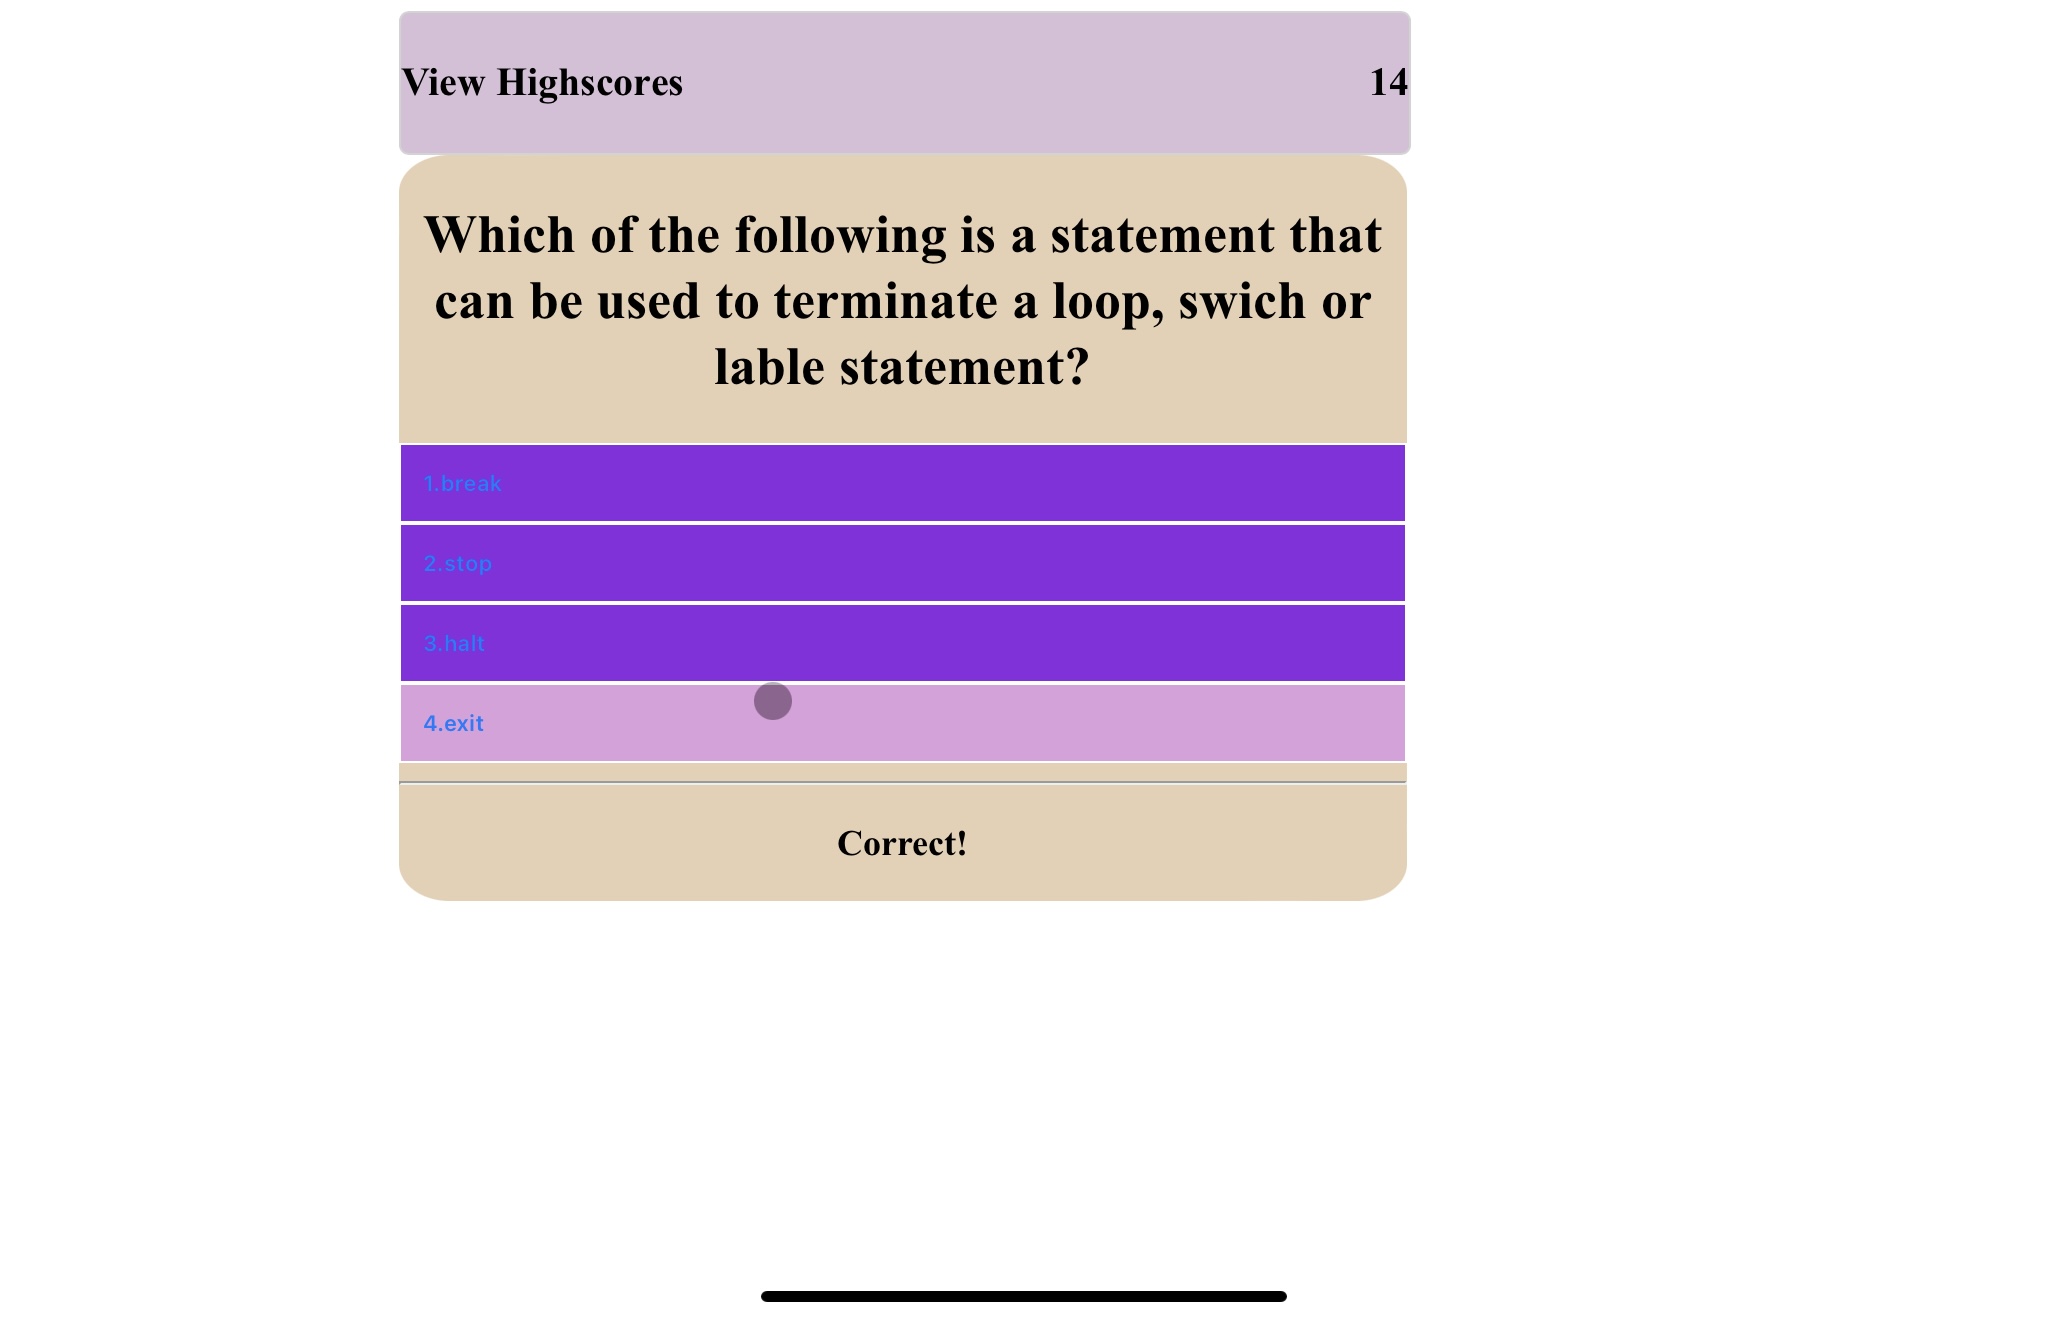 View Highscores 14
Which of the following is a statement that
can be used to terminate a loop, swich or
lable statement?
1.break
2.stop
3.halt
4.exit
Correct!